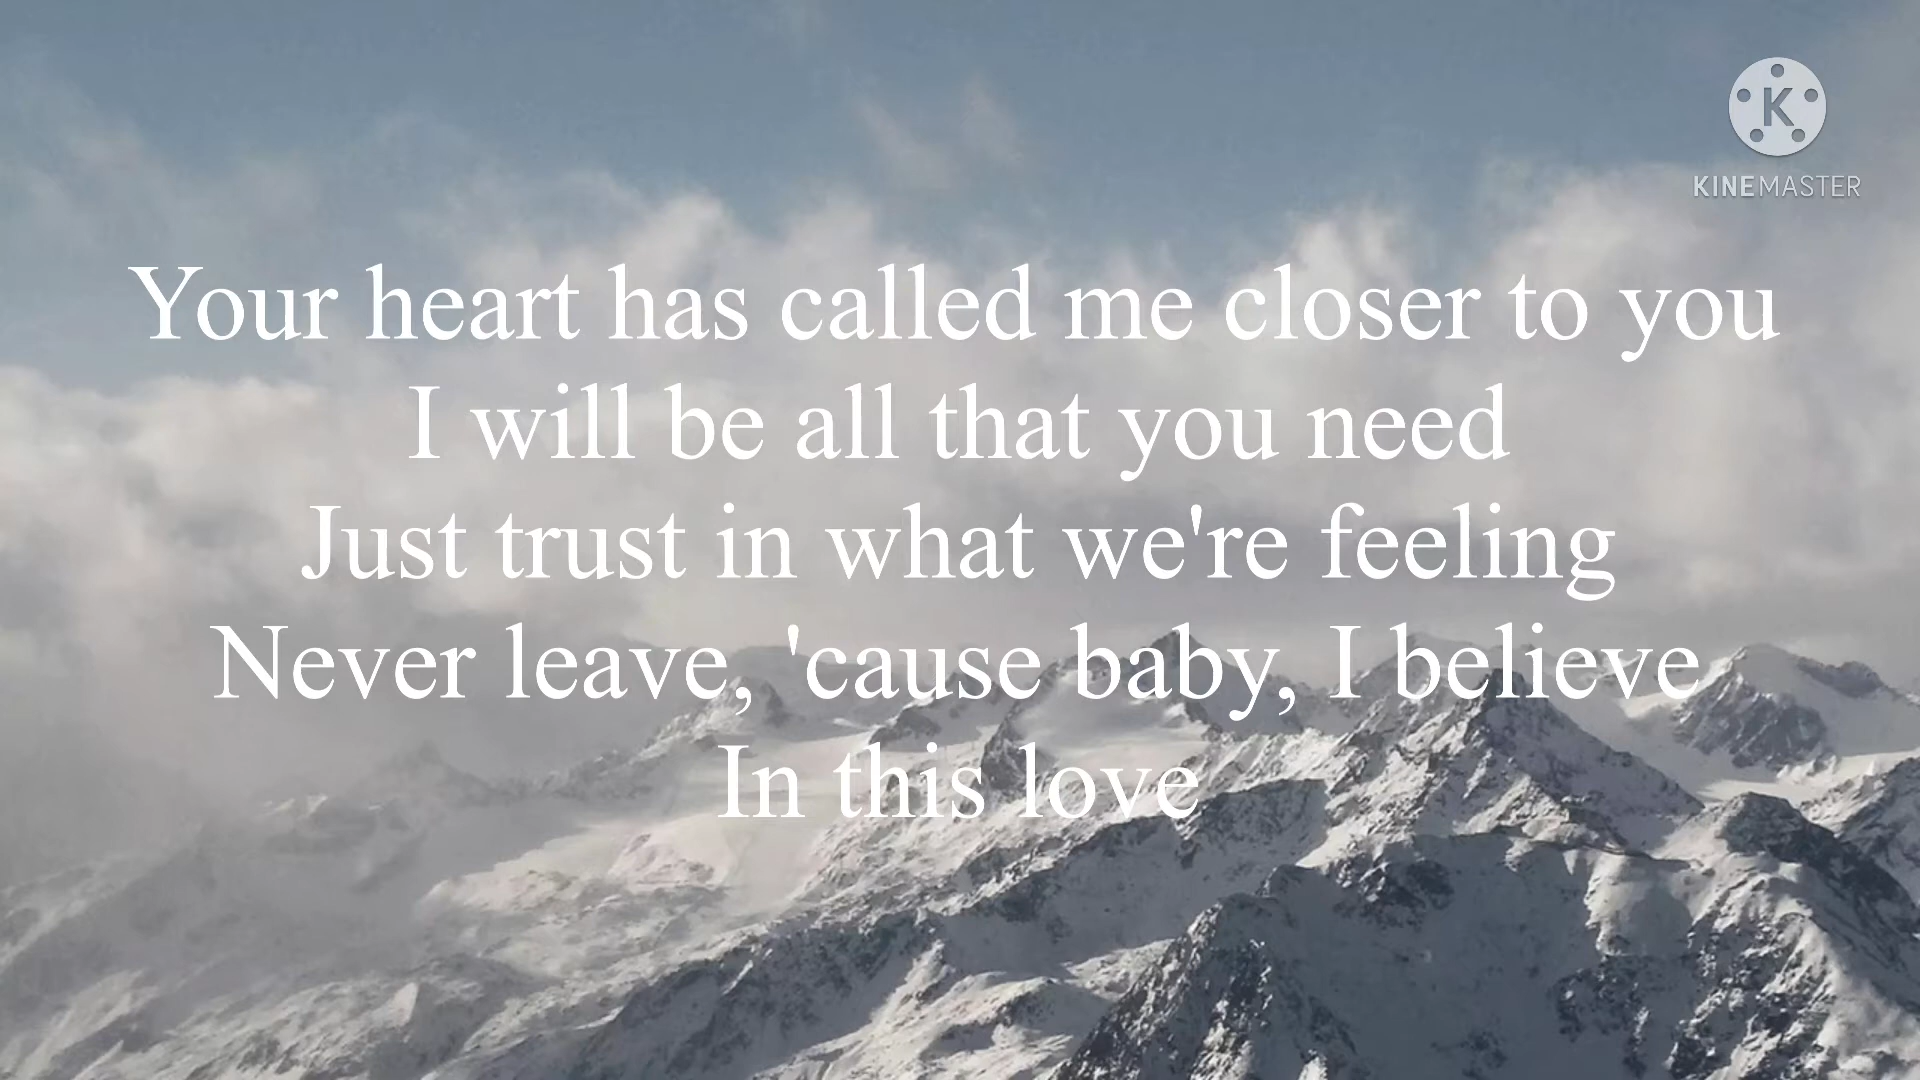 K
KINEMASTER
Your heart has called me closer to you
I will be all that you need
Just trust in what we're feeling
Never leave, 'cause baby, I believe
In this love